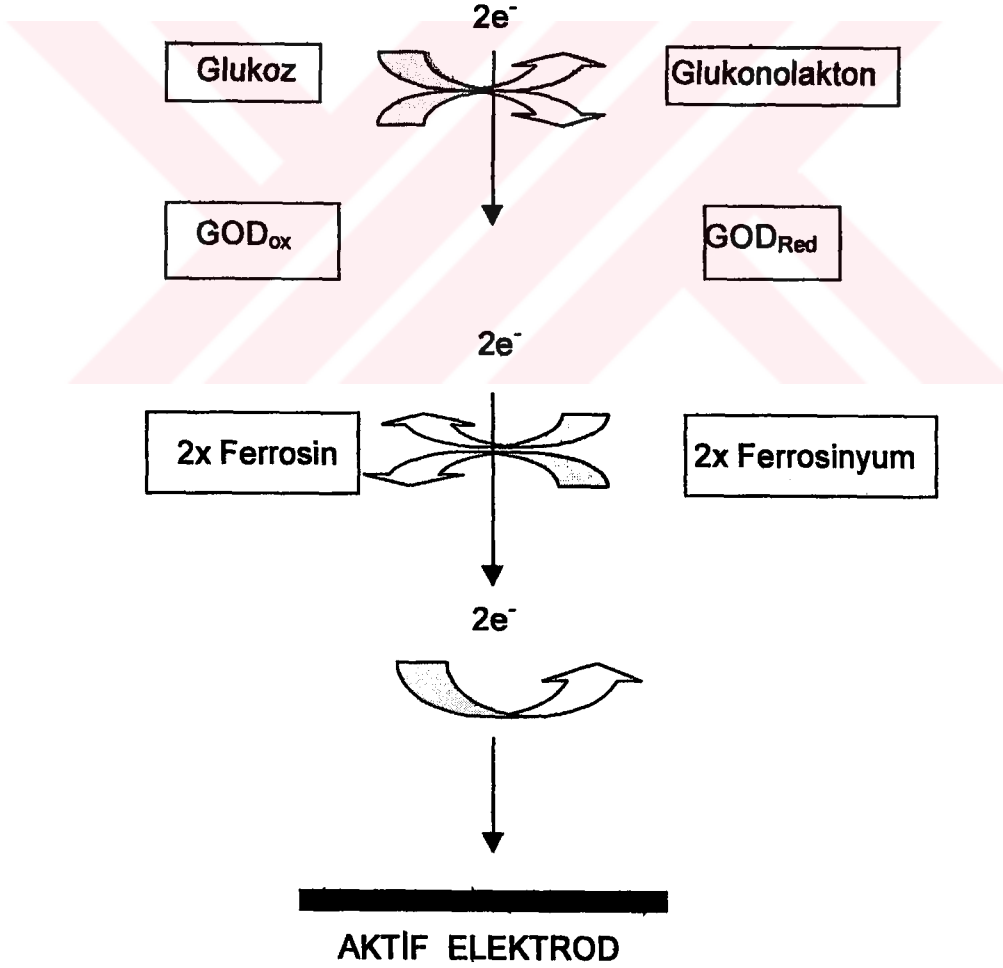 2e⁻
Glukoz
Glukonolakton
GODox
GODRed
2e⁻
2x Ferrosin
2x Ferrosinyum
2e⁻
AKTİF ELEKTROD